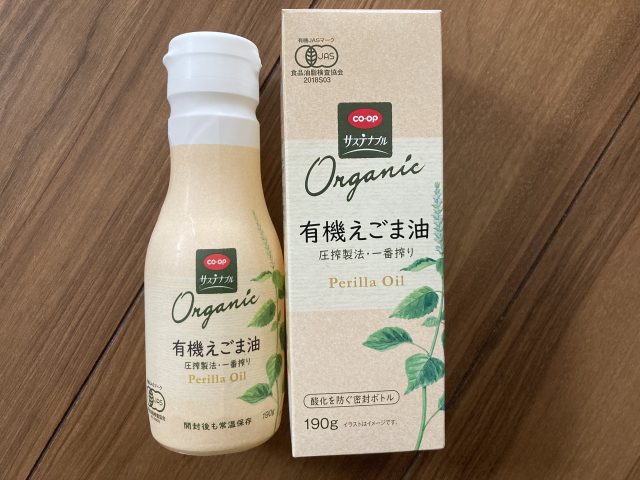 CO·OP
サステナブル
Organic
有機えごま油
圧搾製法・一番搾り
Perilla Oil
JAS
190g
開封後も常温保存
有機JASマーク
JAS
食品油脂検査協会
2018S03
CO·OP
サステナブル
Organic
有機えごま油
圧搾製法・一番搾り
Perilla Oil
酸化を防ぐ密封ボトル
190g イラストはイメージです。